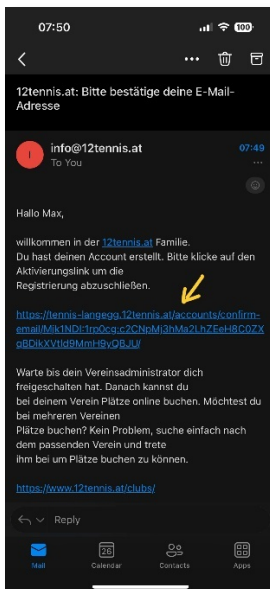 07:50
100
12tennis.at: Bitte bestätige deine E-Mail-
Adresse
I
info@12tennis.at
07:49
To You
Hallo Max,
willkommen in der 12tennis.at Familie.
Du hast deinen Account erstellt. Bitte klicke auf den
Aktivierungslink um die
Registrierung abzuschließen.
https://tennis-langegg.12tennis.at/accounts/confirm-
email/Mik1NDI:1rp0cq:c2CNpMj3hMa2LhZEeH8C0ZX
qBDikXVtId9MmH9yQBJU/
Warte bis dein Vereinsadministrator dich
freigeschalten hat. Danach kannst du
bei deinem Verein Plätze online buchen. Möchtest du
bei mehreren Vereinen
Plätze buchen? Kein Problem, suche einfach nach
dem passenden Verein und trete
ihm bei um Plätze buchen zu können.
https://www.12tennis.at/clubs/
Reply
26
Mail Calendar Contacts Apps